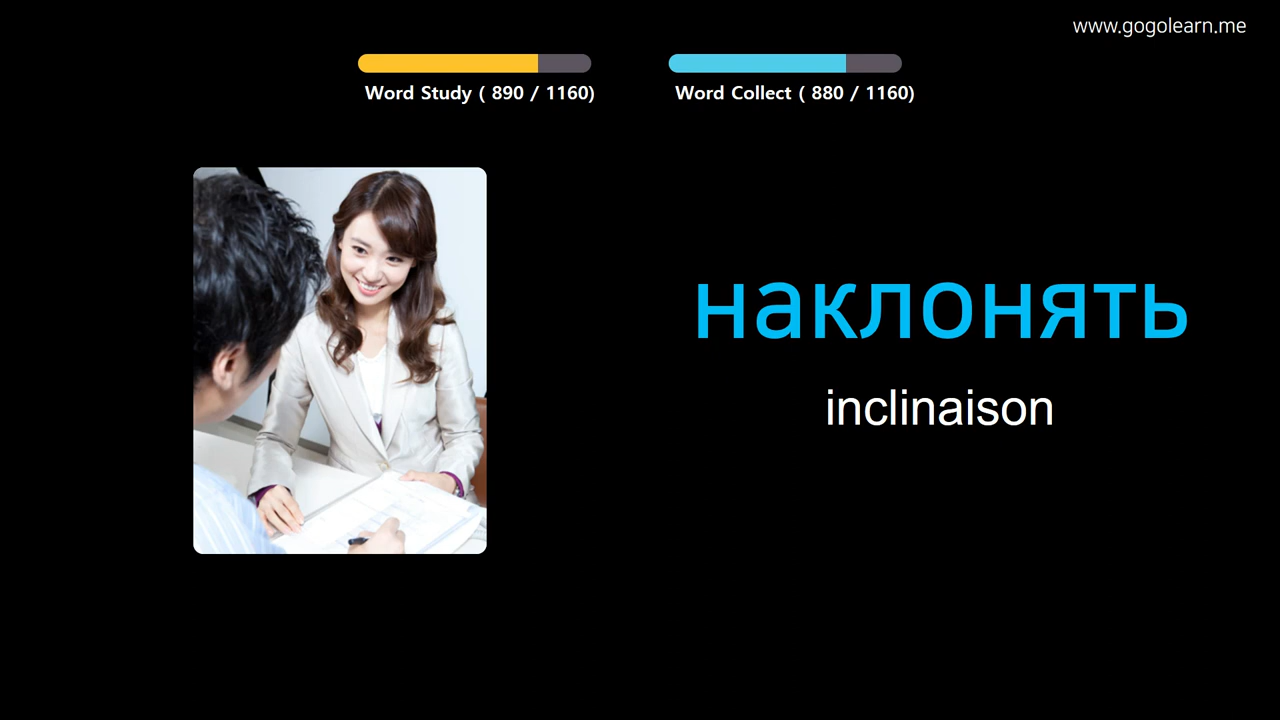 www.gogolearn.me
Word Study ( 890 / 1160)
Word Collect ( 880 / 1160)
наклонять
inclinaison